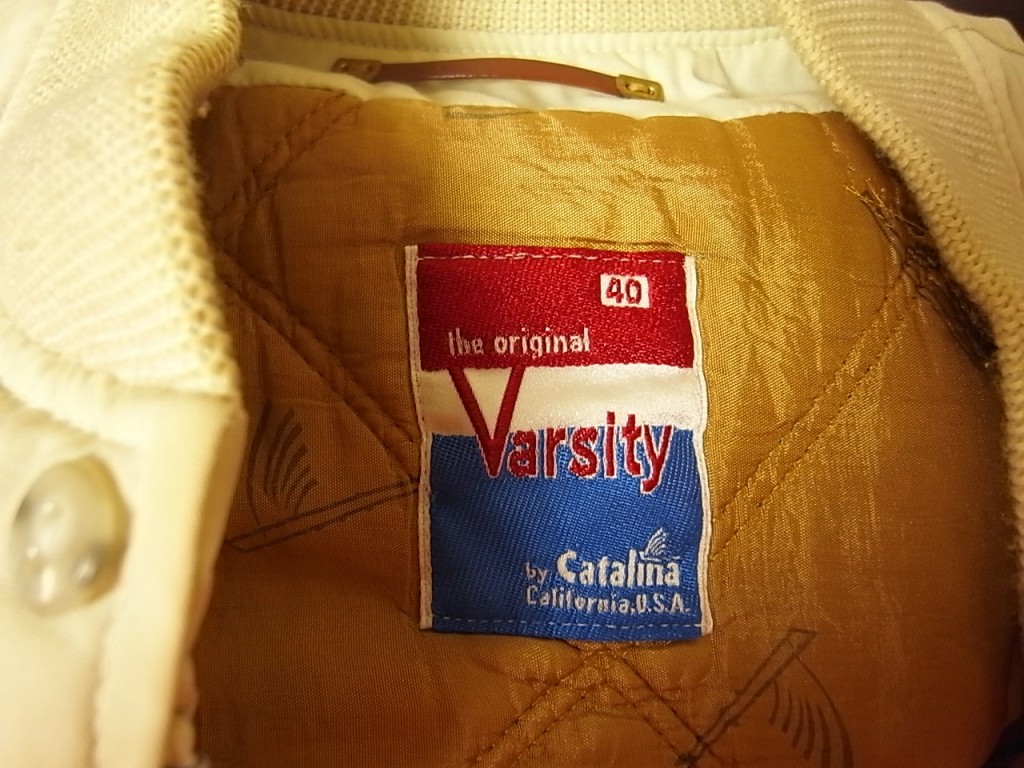 40
the original
Varsity
by Catalina
California, U.S.A.